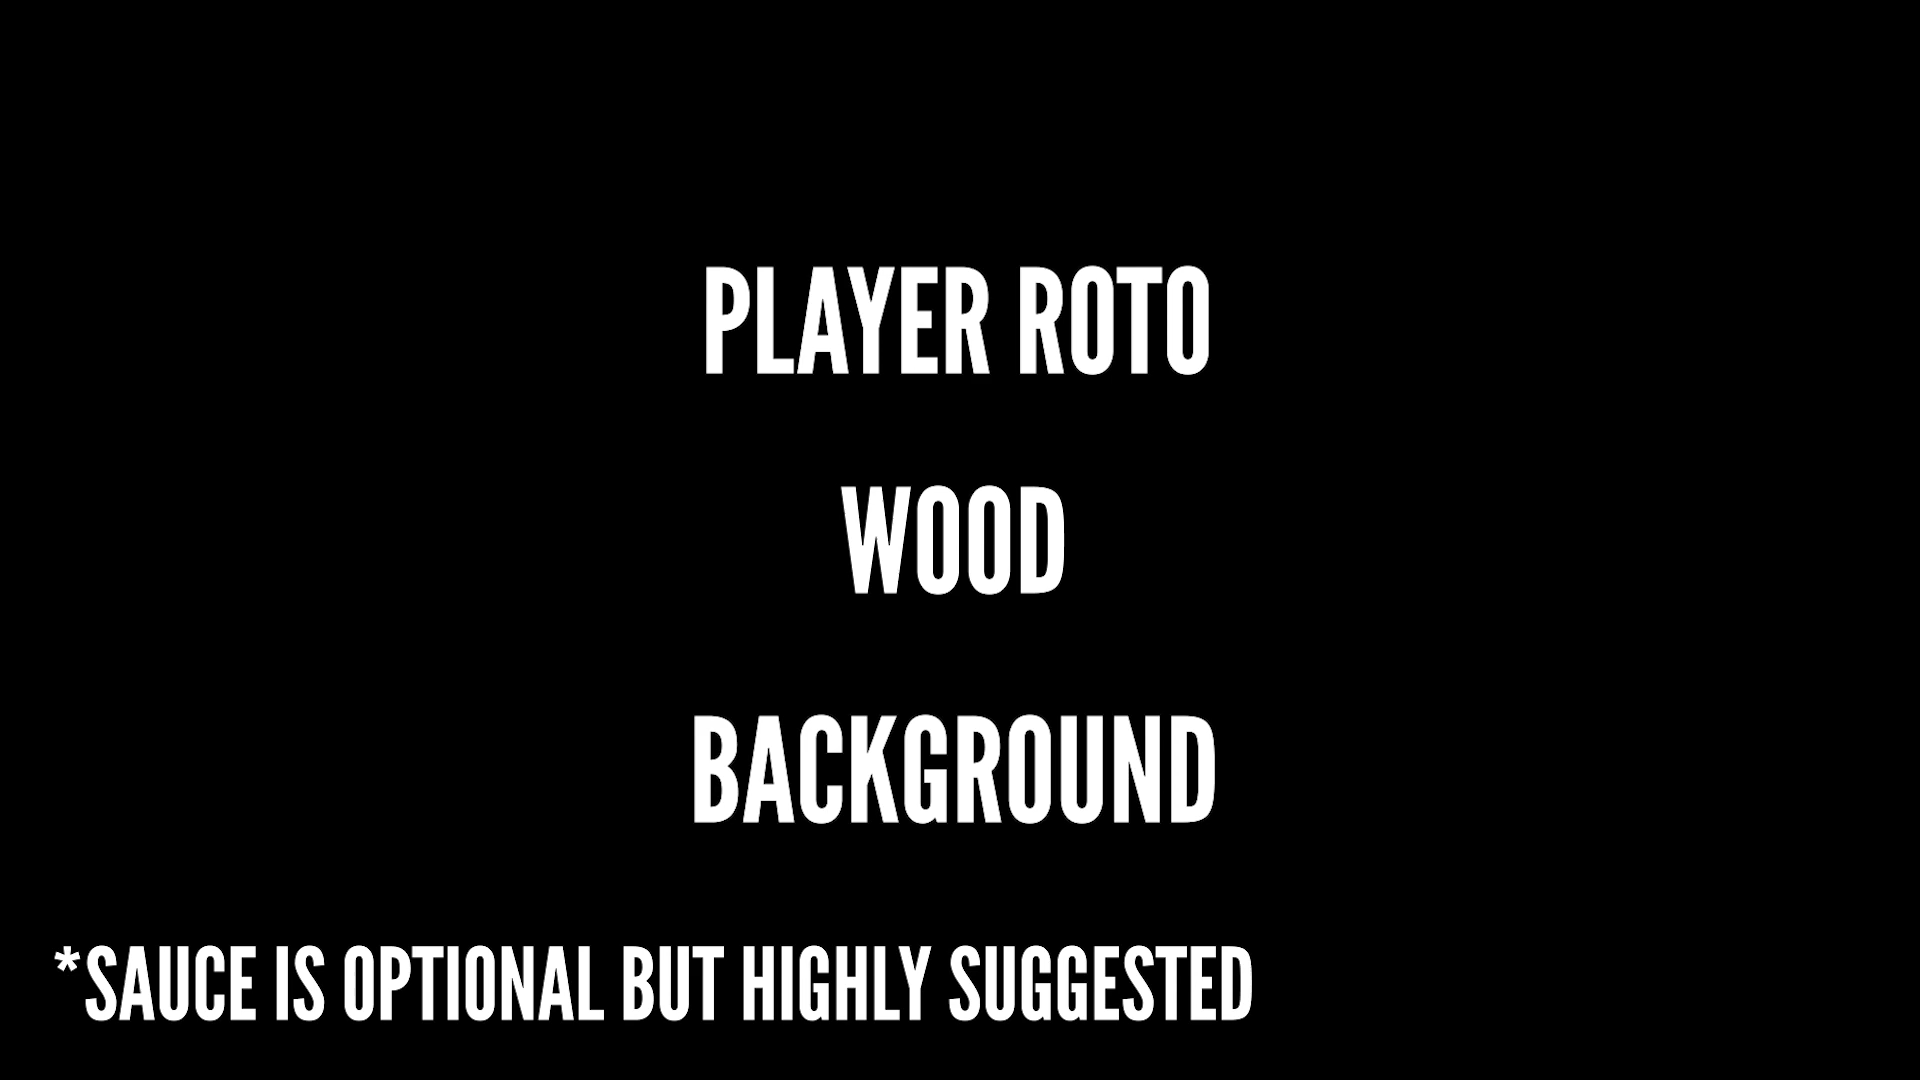 PLAYER ROTO
WOOD
BACKGROUND
*SAUCE IS OPTIONAL BUT HIGHLY SUGGESTED